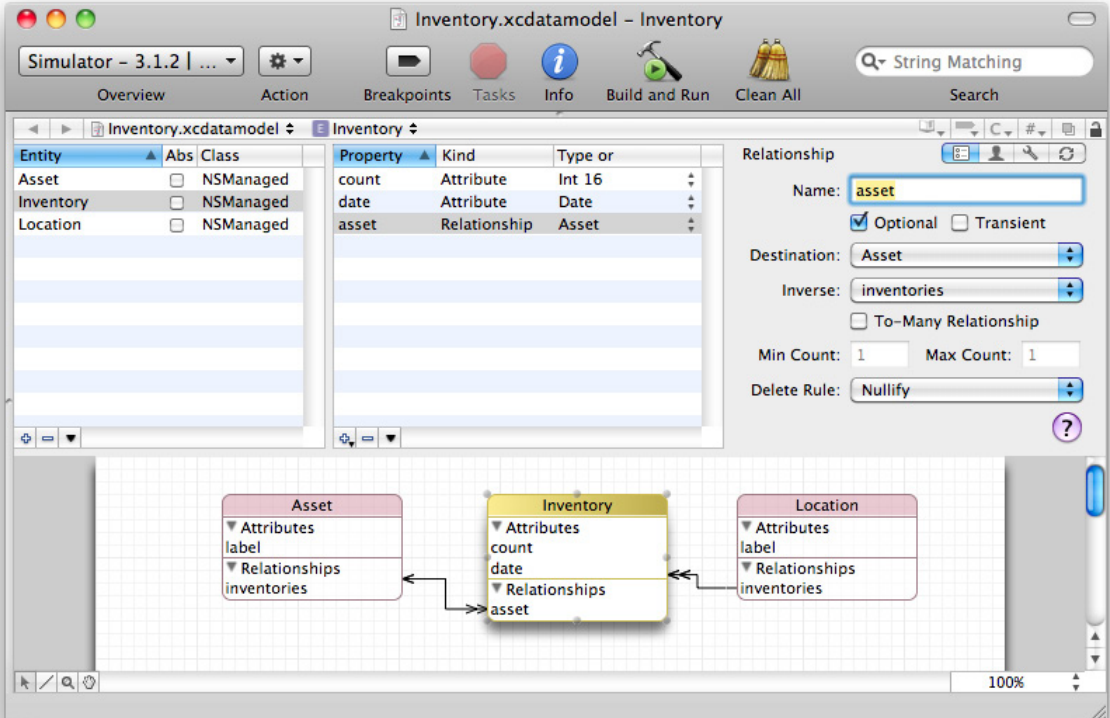 Inventory.xcdatamodel – Inventory
Simulator – 3.1.2 | ...
String Matching
Overview Action Breakpoints Tasks Info Build and Run Clean All Search
Inventory.xcdatamodel E Inventory C #
Entity Abs Class
Asset NSManaged
Inventory NSManaged
Location NSManaged
Property Kind Type or
count Attribute Int 16
date Attribute Date
asset Relationship Asset
Relationship
Name: asset
Optional Transient
Destination: Asset
Inverse: inventories
To-Many Relationship
Min Count: 1 Max Count: 1
Delete Rule: Nullify
?
Asset
Attributes
label
Relationships
inventories
Inventory
Attributes
count
date
Relationships
asset
Location
Attributes
label
Relationships
inventories
100%